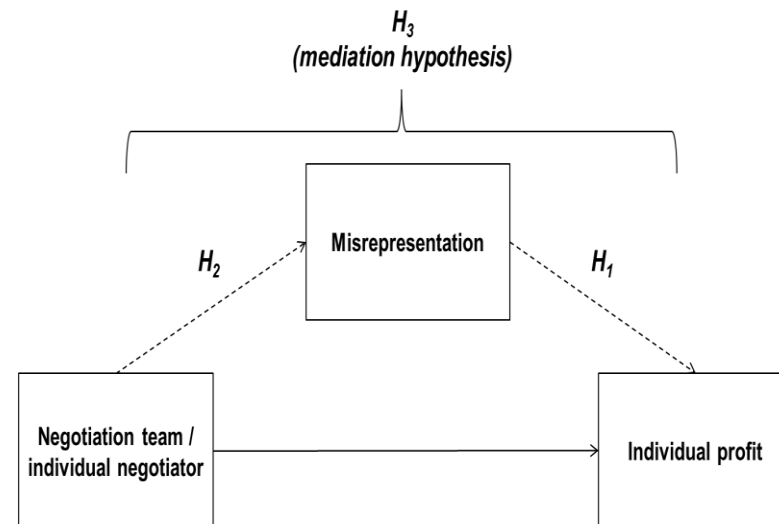 H3
(mediation hypothesis)
Misrepresentation
H2
H1
Negotiation team /
individual negotiator
Individual profit